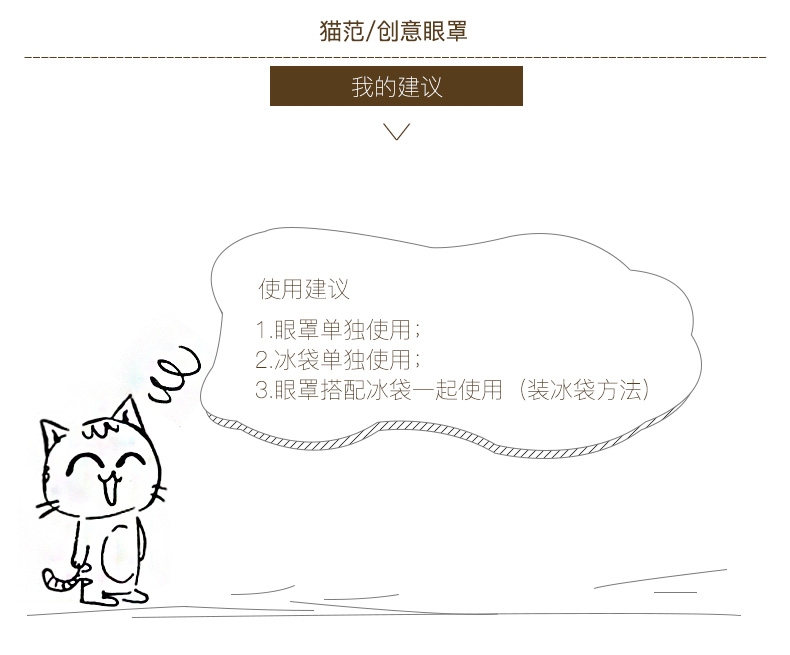 猫范/创意眼罩
我的建议
使用建议
1.眼罩单独使用；
2.冰袋单独使用；
3.眼罩搭配冰袋一起使用（装冰袋方法）